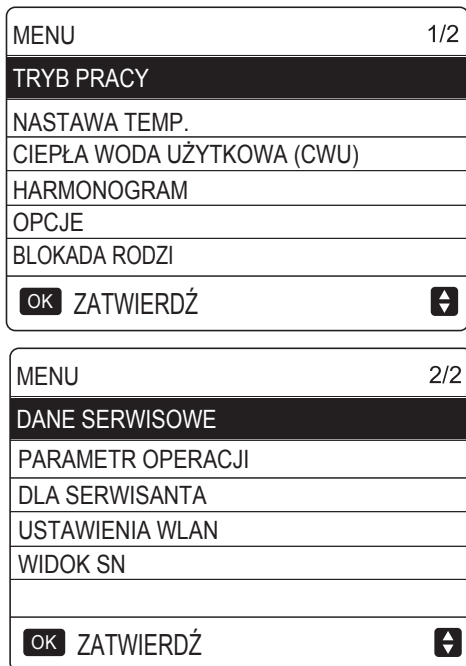 MENU 1/2
TRYB PRACY
NASTAWA TEMP.
CIEPŁA WODA UŻYTKOWA (CWU)
HARMONOGRAM
OPCJE
BLOKADA RODZI
OK ZATWIERDŹ
MENU 2/2
DANE SERWISOWE
PARAMETR OPERACJI
DLA SERWISANTA
USTAWIENIA WLAN
WIDOK SN
OK ZATWIERDŹ